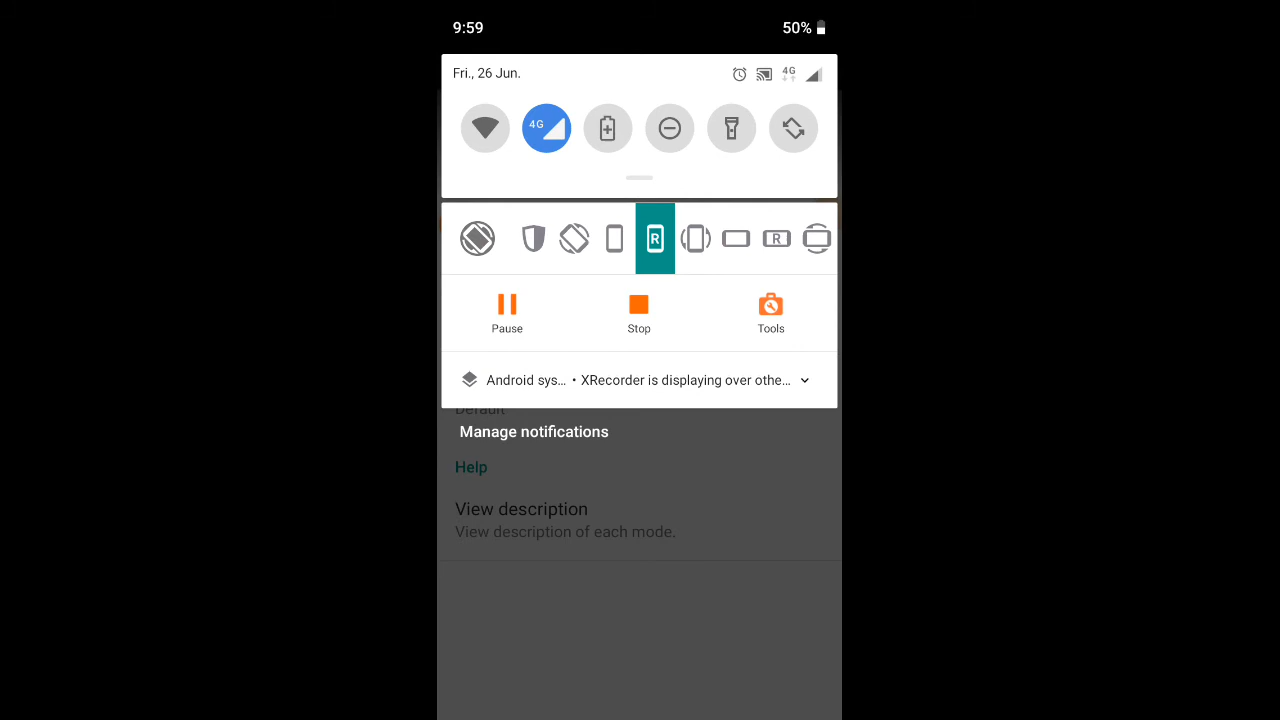 9:59
50%
Fri., 26 Jun.
4G
4G
R
R
Pause
Stop
Tools
Android sys… • XRecorder is displaying over othe…
Default
Manage notifications
Help
View description
View description of each mode.